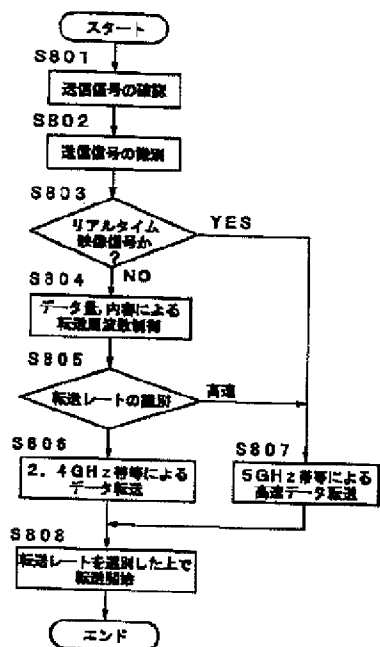 スタート
S801
送信信号の確認
S802
送信信号の識別
S803
リアルタイム
映像信号か
?
YES
NO
S804
データ量,内容による
転送周波数制御
S805
転送レートの識別
高速
S806
2.4GHz帯等による
データ転送
S807
5GHz帯等による
高速データ転送
S808
転送レートを選別した上で
転送開始
エンド